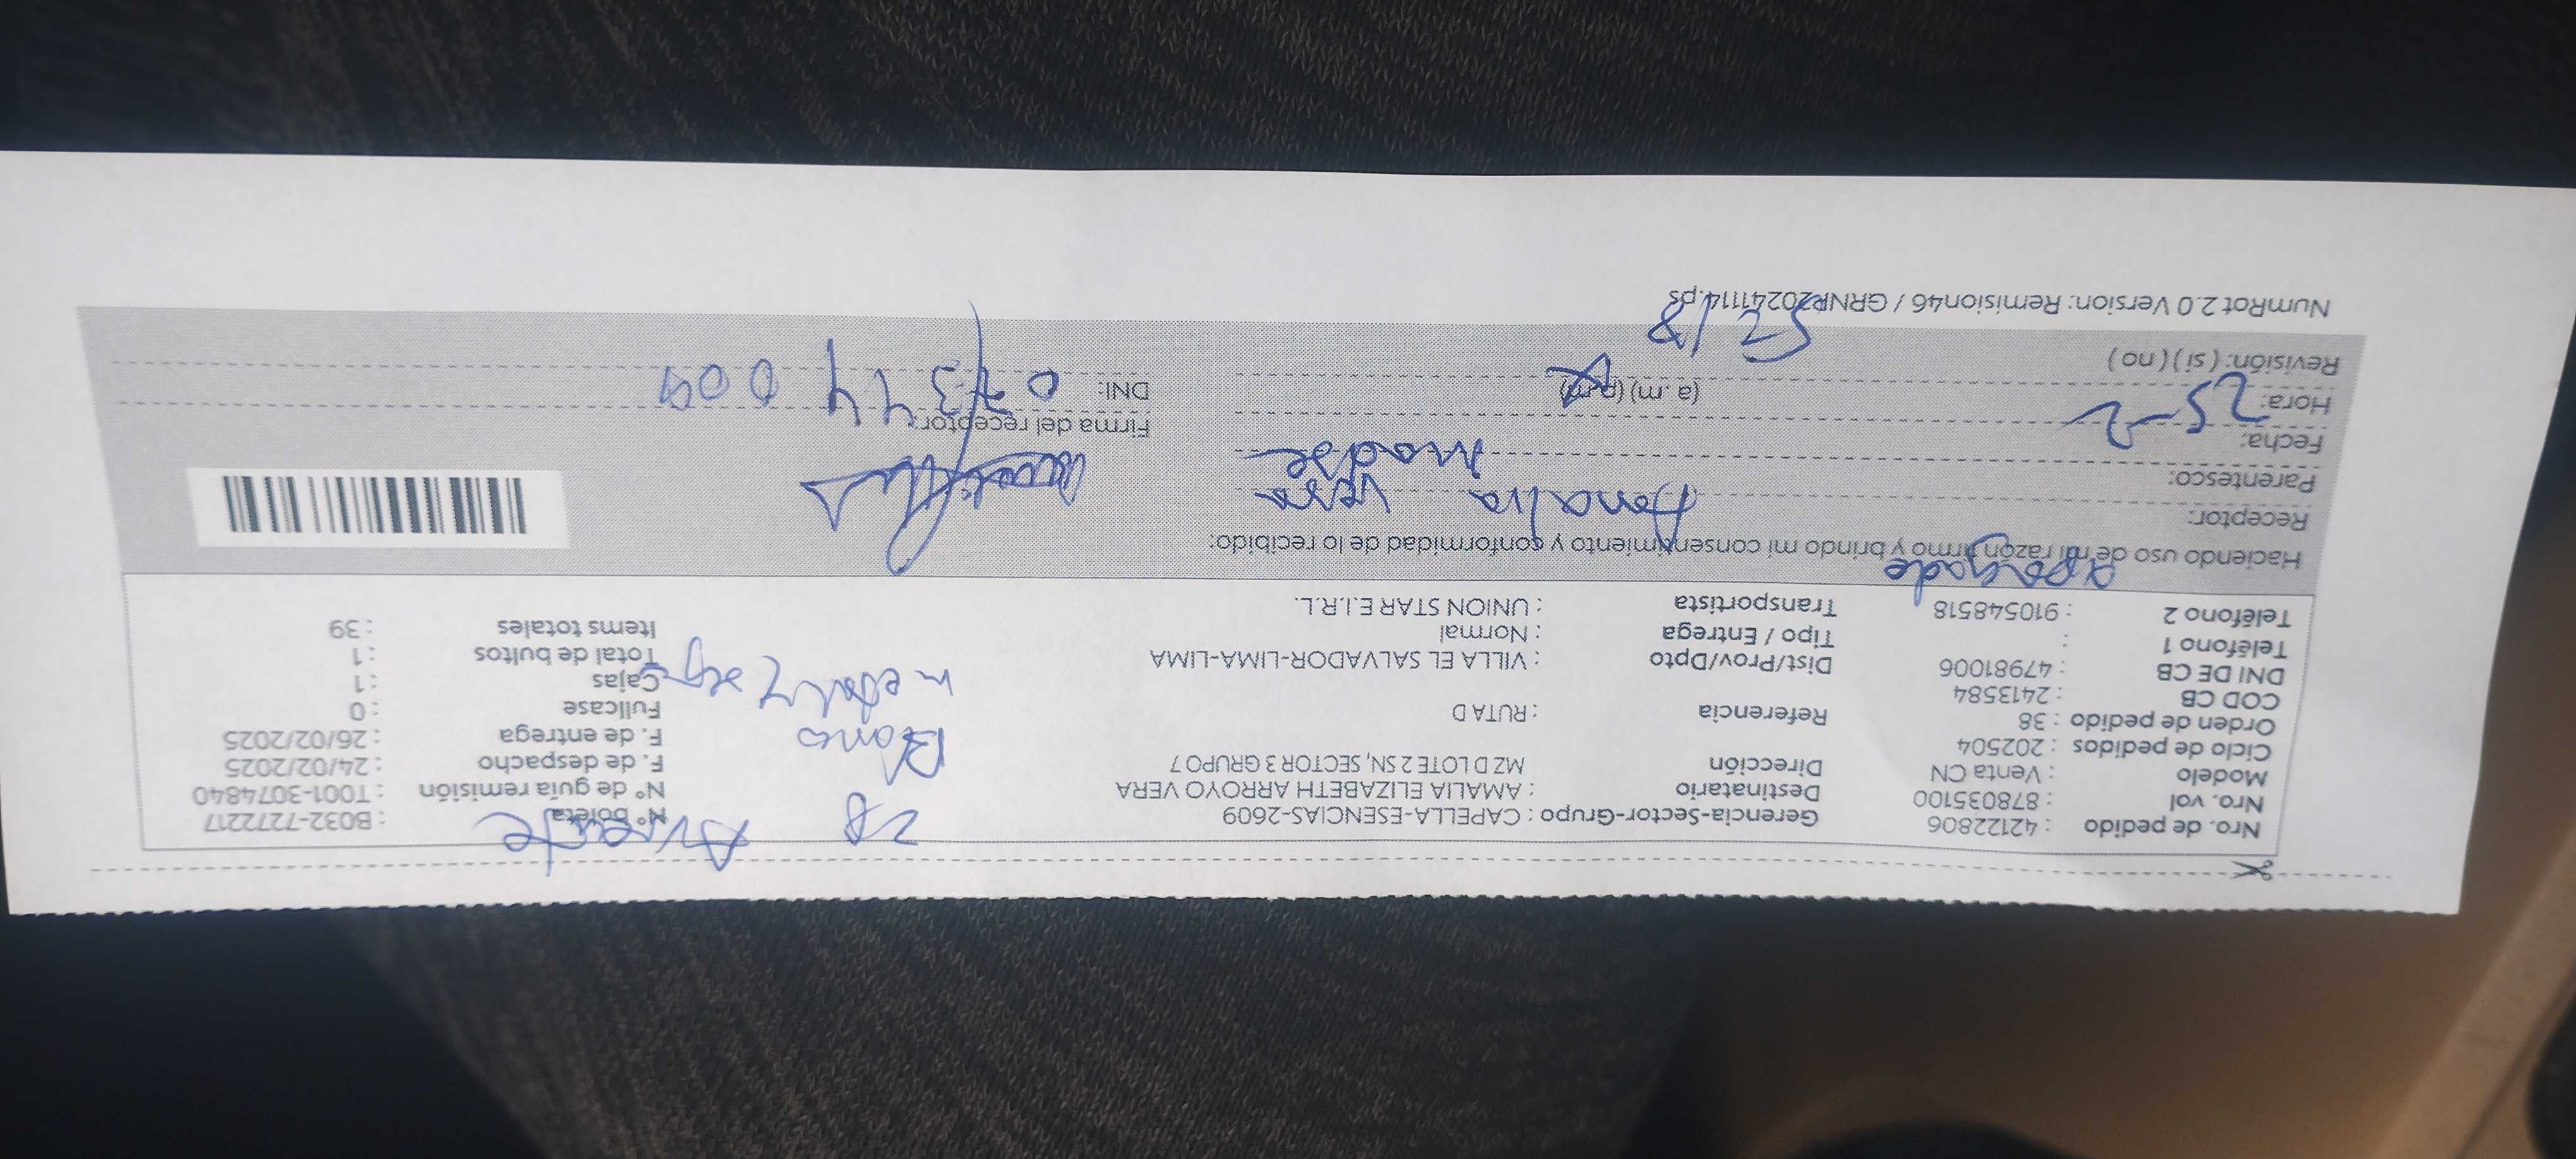 Nro. de pedido : 42122806
Nro. vol : 878035100
Modelo : Venta CN
Ciclo de pedidos : 202504
Orden de pedido : 38
COD CB : 2413584
DNI DE CB : 47981006
Teléfono 1 :
Teléfono 2 : 910548518
Gerencia-Sector-Grupo : CAPELLA-ESENCIAS-2609
Destinatario : AMALIA ELIZABETH ARROYO VERA
Dirección MZ D LOTE 2 SN, SECTOR 3 GRUPO 7
Referencia : RUTA D
Dist/Prov/Dpto : VILLA EL SALVADOR-LIMA-LIMA
Tipo / Entrega : Normal
Transportista : UNION STAR E.I.R.L.
28
Blanco
N° boleta : B032-7272217
N° de guía remisión : T001-3074840
F. de despacho : 24/02/2025
F. de entrega : 26/02/2025
Fullcase : 0
Cajas : 1
Total de bultos : 1
Items totales : 39
Haciendo uso de mi razón firmo y brindo mi consentimiento y conformidad de lo recibido:
Receptor: Amalia Vera
Parentesco: madre
Fecha: 25-2
Hora: (a.m) (p.m)
Revisión: (si) (no)
Firma del receptor:
DNI:
NumRot 2.0 Version: Remision46 / GRNR20241114.ps